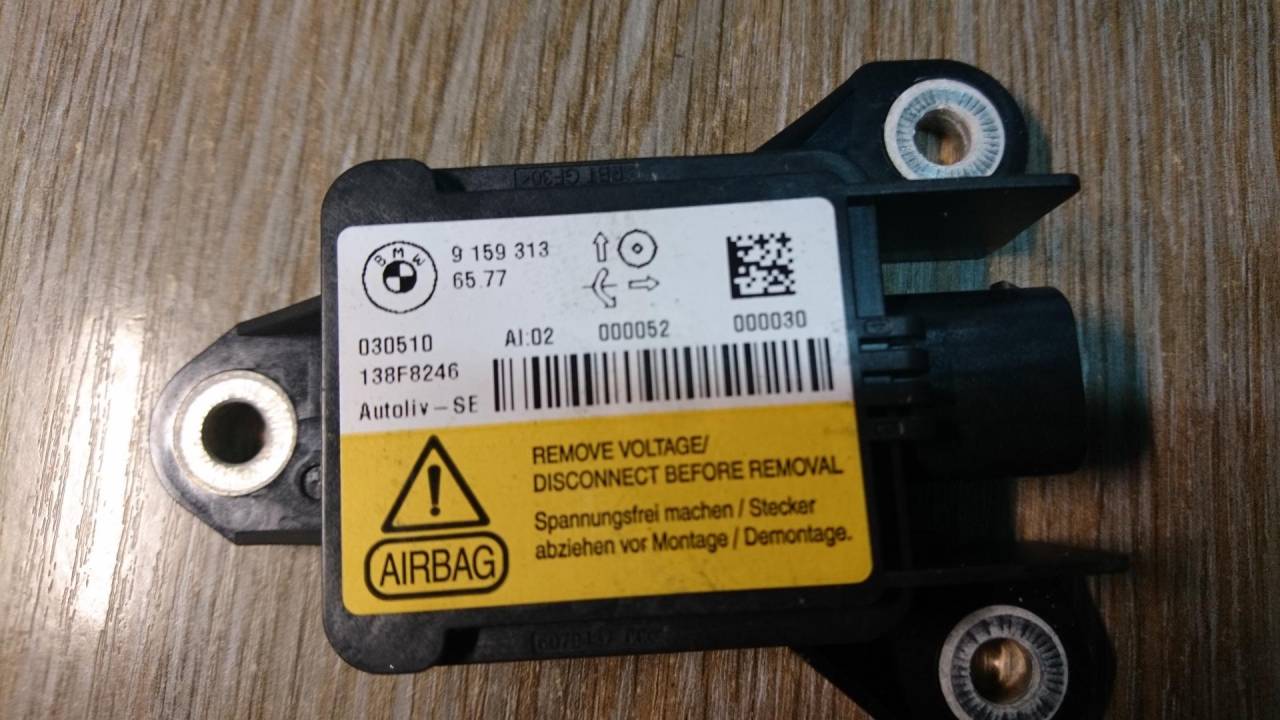 BMW
9 159 313
65.77
030510
AI:02
000052
000030
138F8246
Autoliv-SE
REMOVE VOLTAGE/
DISCONNECT BEFORE REMOVAL
Spannungsfrei machen / Stecker
abziehen vor Montage / Demontage.
AIRBAG